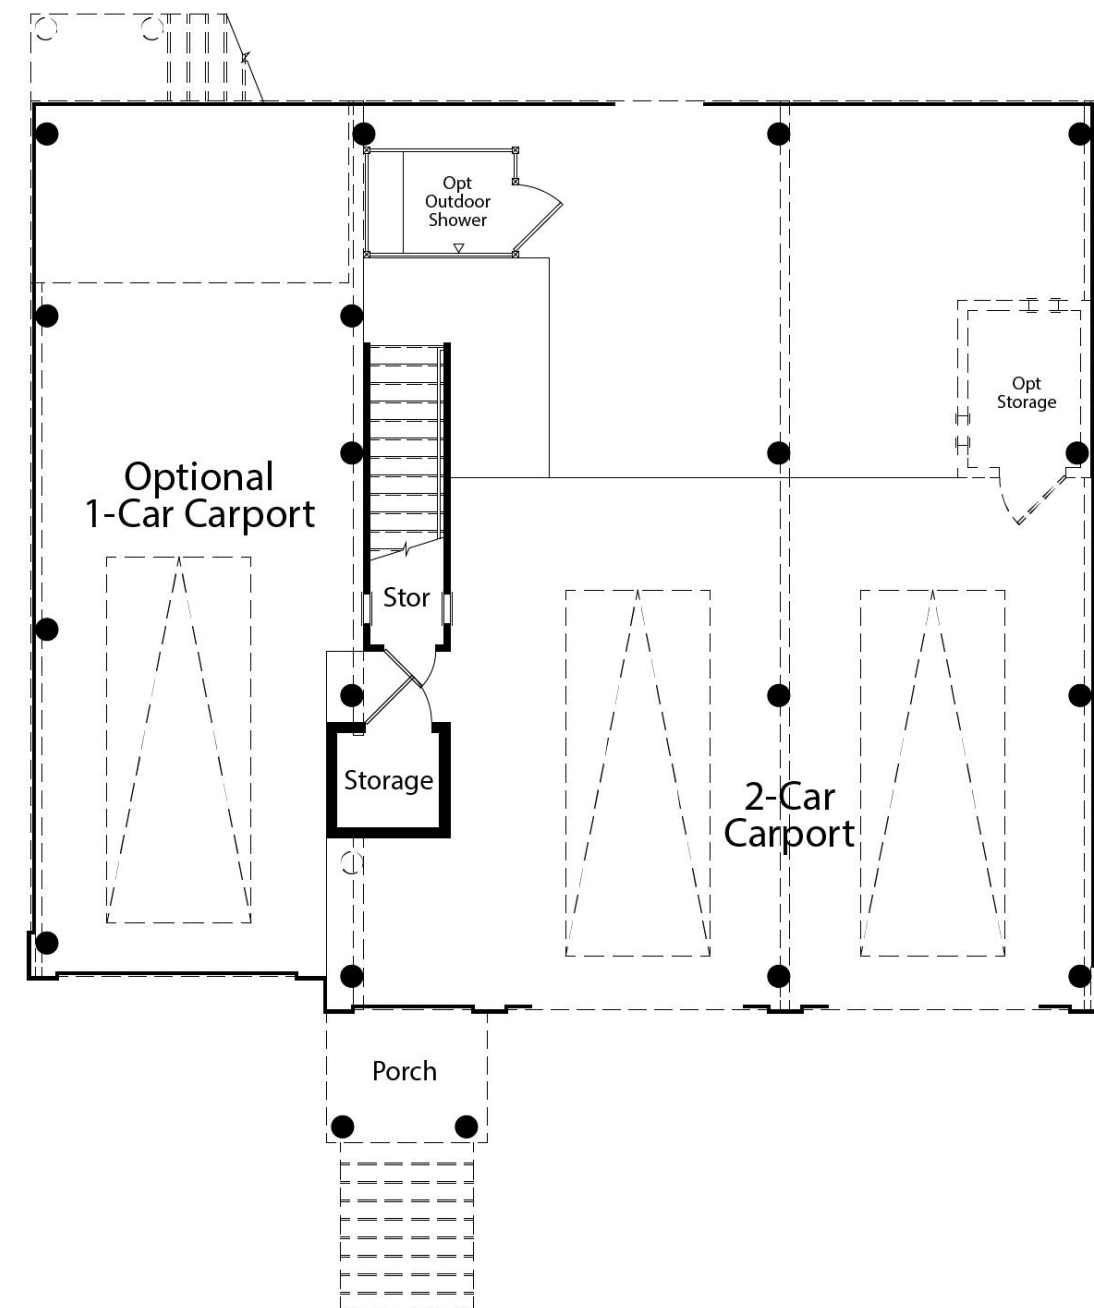 Opt
Outdoor
Shower
Opt
Storage
Optional
1-Car Carport
Stor
Storage
2-Car
Carport
Porch